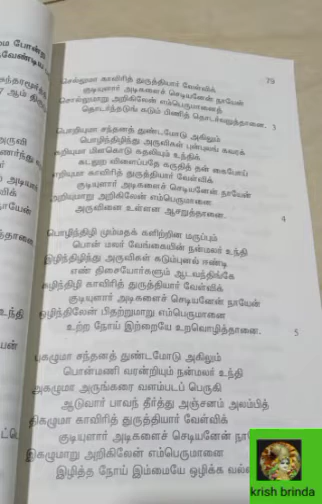 79
செல்லுமா காவிரித் துருத்தியார் வேள்விக்
குடியுளார் அடிகளைச் செடியனேன் நாயேன்
சொல்லுமாறு அறிகிலேன் எம்பெருமானைத்
தொடர்ந்தடுங் கடும் பிணித் தொடர்வறுத்தானை. 3
பொறியுமா சந்தனத் துண்டமோடு அகிலும்
பொழிந்திழிந்து அருவிகள் புன்புலங் கவரக்
கறியுமா மிளகொடு கதலியும் உந்திக்
கடலுற விளைப்பதே கருதித் தன் கைபோய்
எறியுமா காவிரித் துருத்தியார் வேள்விக்
குடியுளார் அடிகளைச் செடியனேன் நாயேன்
அறியுமாறு அறிகிலேன் எம்பெருமானை
அருவினை உள்ளன ஆசறுத்தானை. 4
பொழிந்திழி மும்மதக் களிற்றின மருப்பும்
பொன் மலர் வேங்கையின் நன்மலர் உந்தி
இழிந்திழிந்து அருவிகள் கடும்புனல் ஈண்டி
எண் திசையோர்களும் ஆடவந்திங்கே
சுழிந்திழி காவிரித் துருத்தியார் வேள்விக்
குடியுளார் அடிகளைச் செடியனேன் நாயேன்
ஒழிந்திலேன் பிதற்றுமாறு எம்பெருமானை
உற்ற நோய் இற்றையே உறவொழித்தானை. 5
புகழுமா சந்தனத் துண்டமோடு அகிலும்
பொன்மணி வரன்றியும் நன்மலர் உந்தி
அகழுமா அருங்கரை வளம்படப் பெருகி
ஆடுவார் பாவந் தீர்த்து அஞ்சனம் அலம்பித்
திகழுமா காவிரித் துருத்தியார் வேள்விக்
குடியுளார் அடிகளைச் செடியனேன்
இகழுமாறு அறிகிலேன் எம்பெருமானை
இழித்த நோய் இம்மையே ஒழிக்க
krish brinda